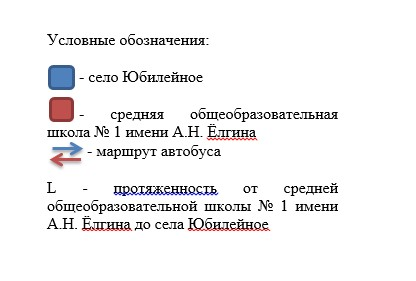 Условные обозначения:
- село Юбилейное
- средняя общеобразовательная
школа № 1 имени А.Н. Ёлгина
- маршрут автобуса
L - протяженность от средней
общеобразовательной школы № 1 имени
А.Н. Ёлгина до села Юбилейное